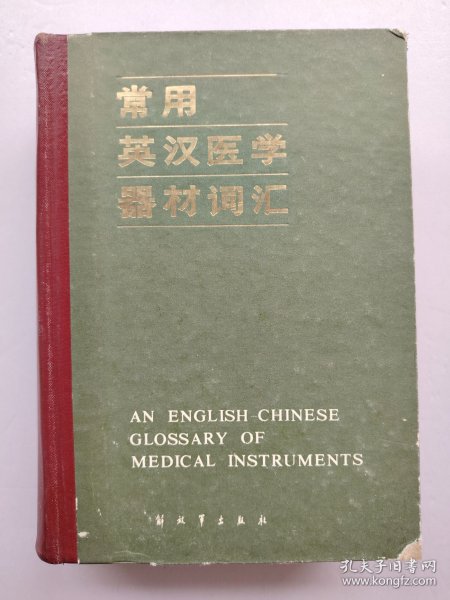 常用
英汉医学
器材词汇
AN ENGLISH-CHINESE
GLOSSARY OF
MEDICAL INSTRUMENTS
解放军出版社
孔夫子旧书网
www.kongfz.com